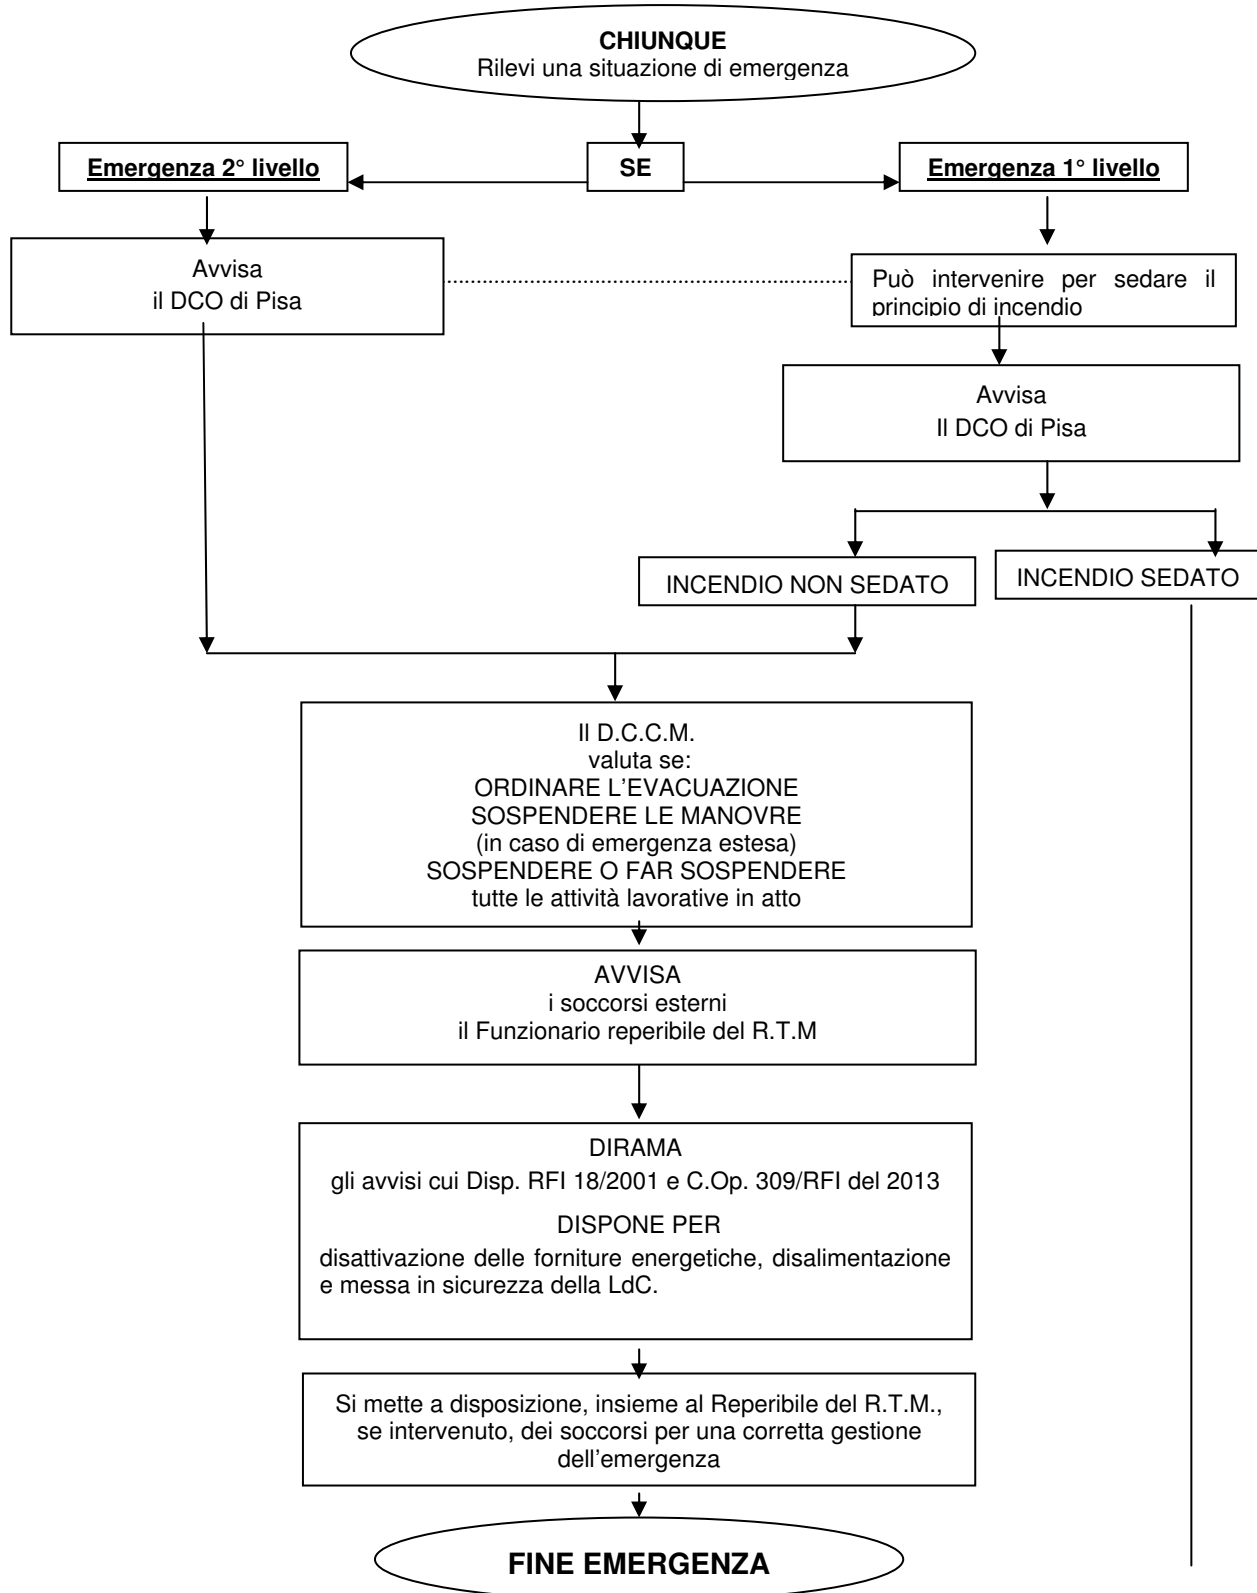 CHIUNQUE
Rilevi una situazione di emergenza
Emergenza 2° livello
SE
Emergenza 1° livello
Avvisa
il DCO di Pisa
Può intervenire per sedare il
principio di incendio
Avvisa
Il DCO di Pisa
INCENDIO NON SEDATO
INCENDIO SEDATO
Il D.C.C.M.
valuta se:
ORDINARE L'EVACUAZIONE
SOSPENDERE LE MANOVRE
(in caso di emergenza estesa)
SOSPENDERE O FAR SOSPENDERE
tutte le attività lavorative in atto
AVVISA
i soccorsi esterni
il Funzionario reperibile del R.T.M
DIRAMA
gli avvisi cui Disp. RFI 18/2001 e C.Op. 309/RFI del 2013
DISPONE PER
disattivazione delle forniture energetiche, disalimentazione
e messa in sicurezza della LdC.
Si mette a disposizione, insieme al Reperibile del R.T.M.,
se intervenuto, dei soccorsi per una corretta gestione
dell'emergenza
FINE EMERGENZA